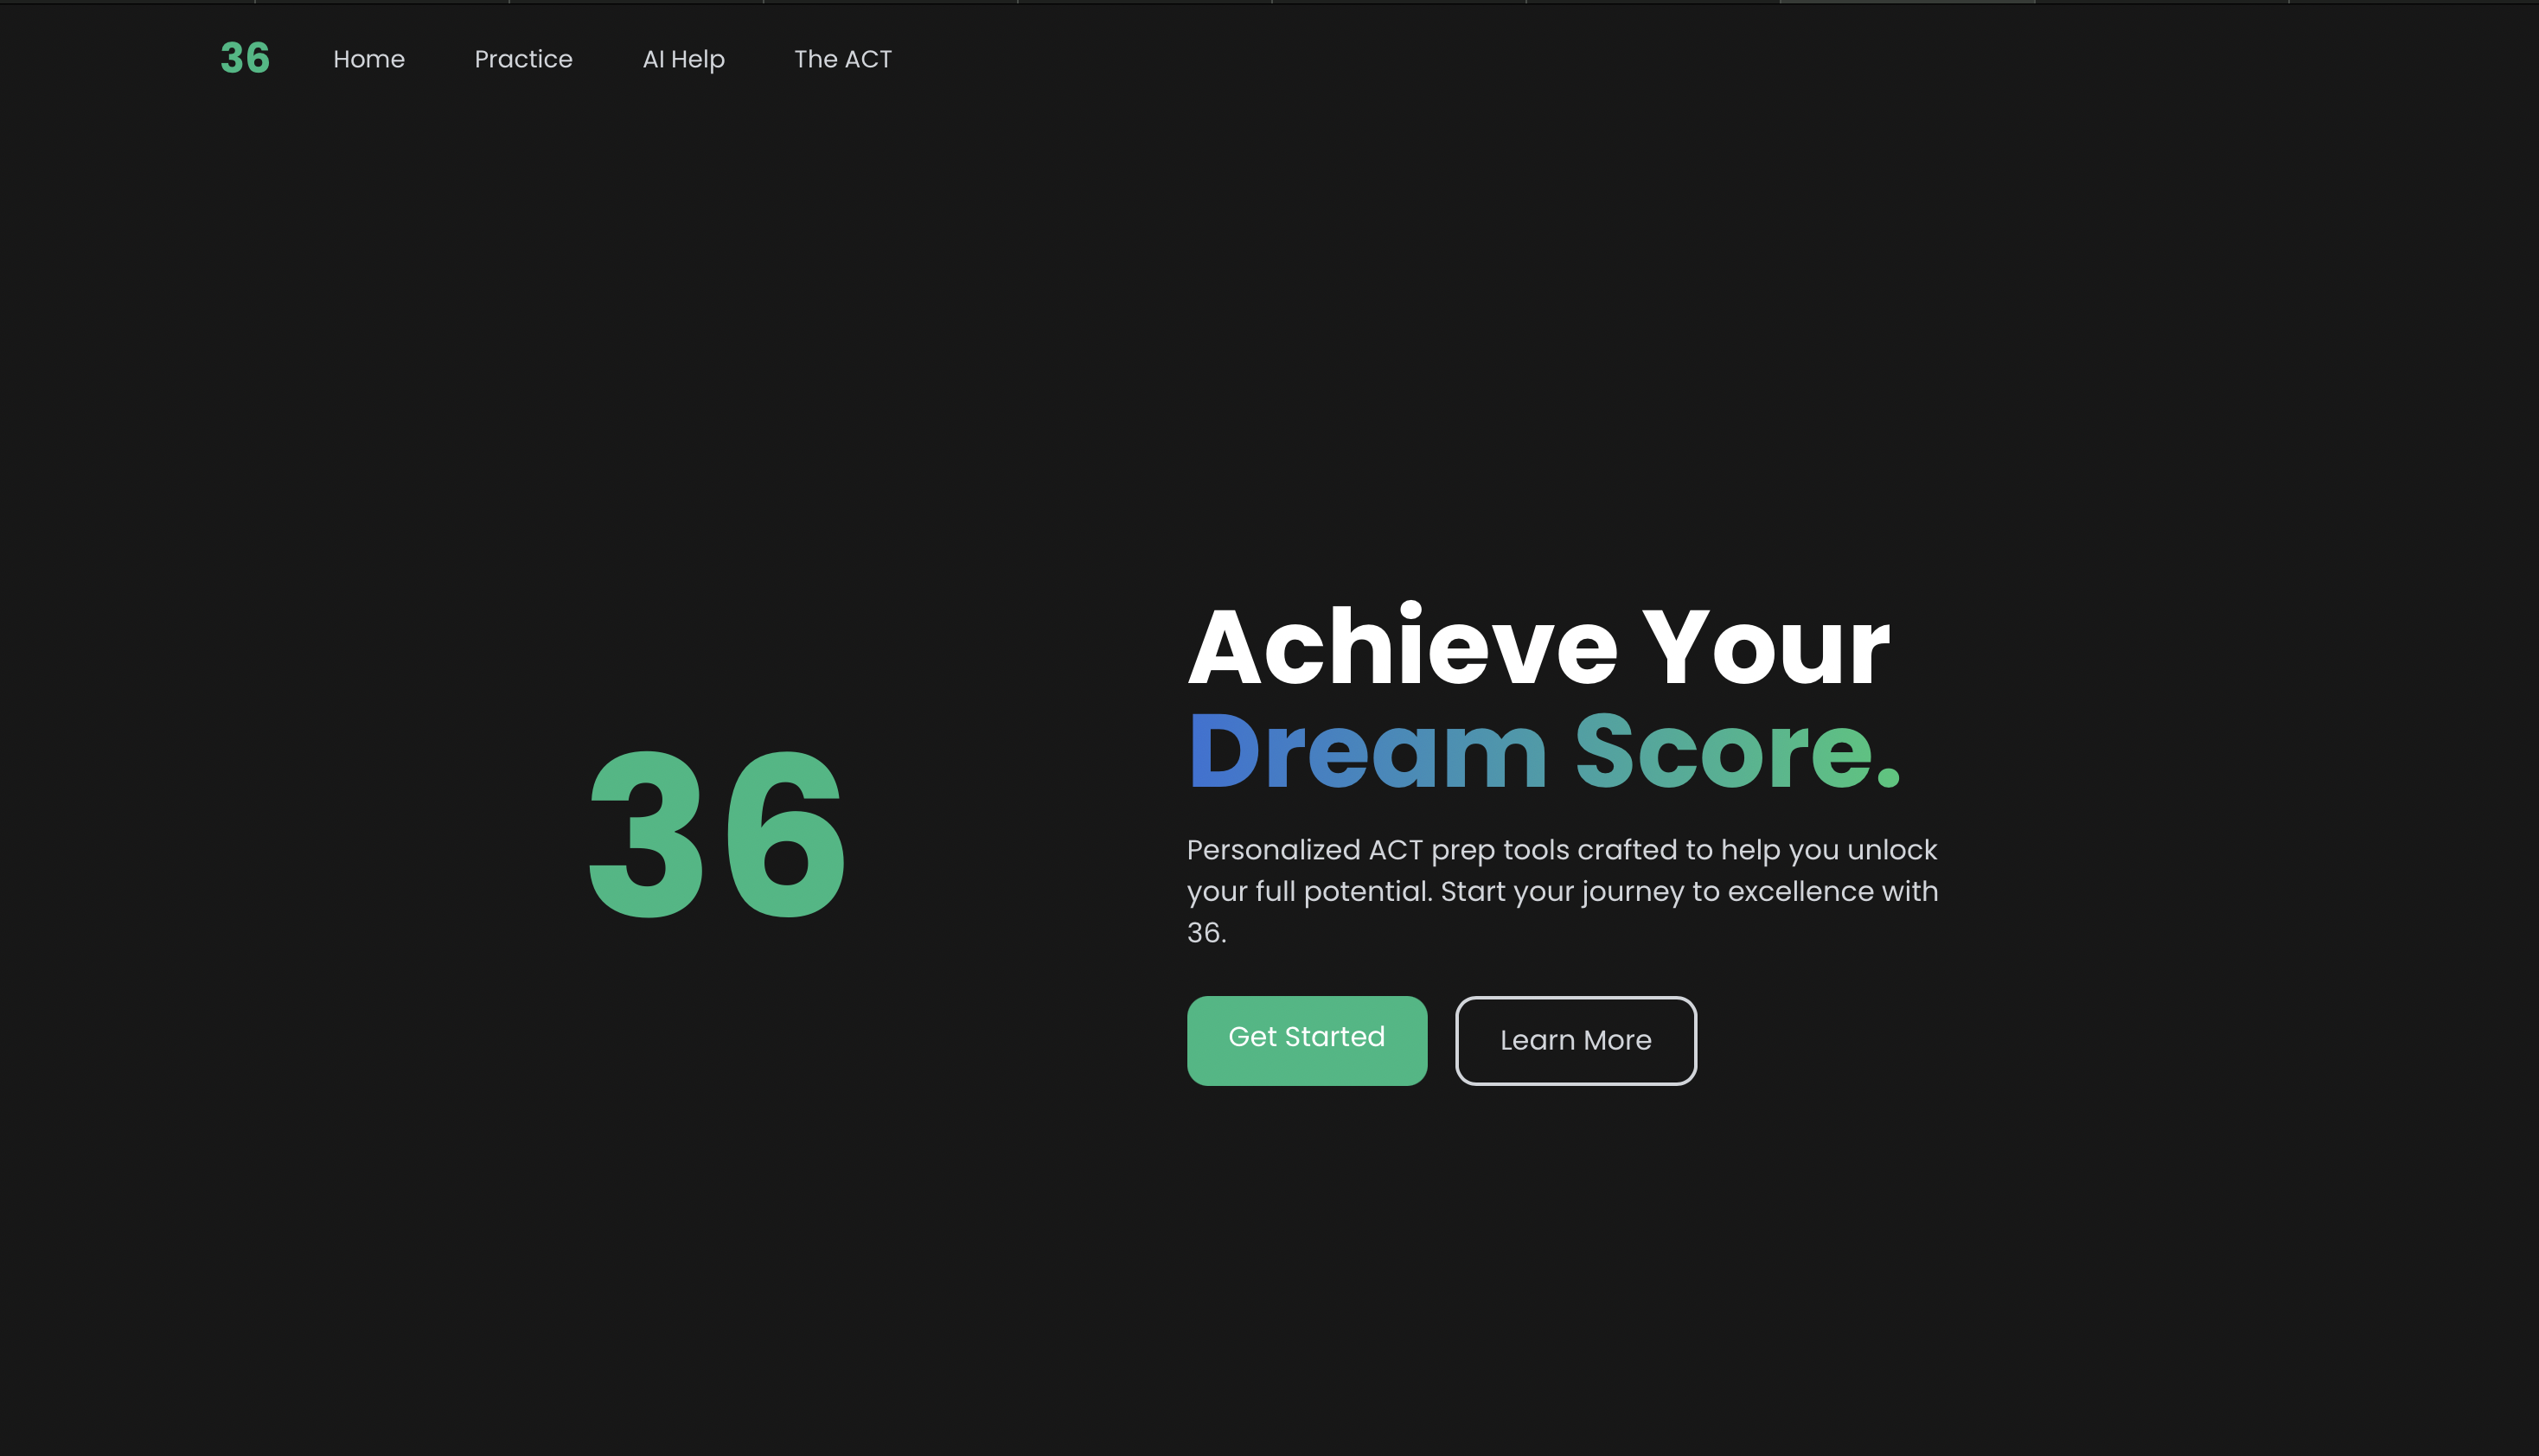 36 Home Practice AI Help The ACT
36
Achieve Your
Dream Score.
Personalized ACT prep tools crafted to help you unlock
your full potential. Start your journey to excellence with
36.
Get Started Learn More